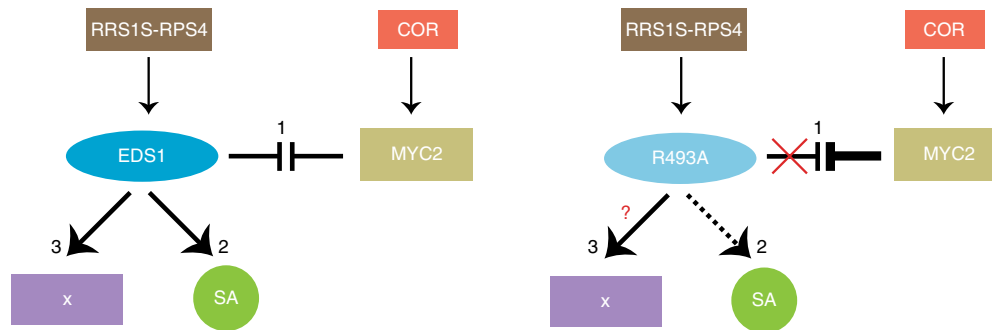 RRS1S-RPS4
COR
1
EDS1
MYC2
3
2
x
SA
RRS1S-RPS4
COR
1
R493A
MYC2
?
3
2
x
SA